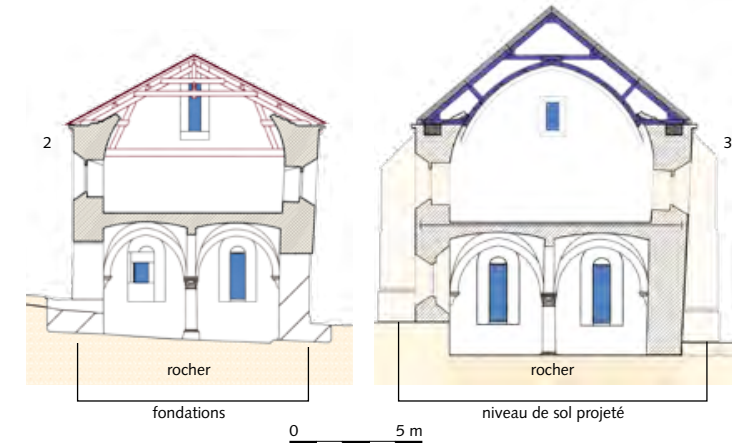 2
3
rocher
rocher
fondations
niveau de sol projeté
0 5 m